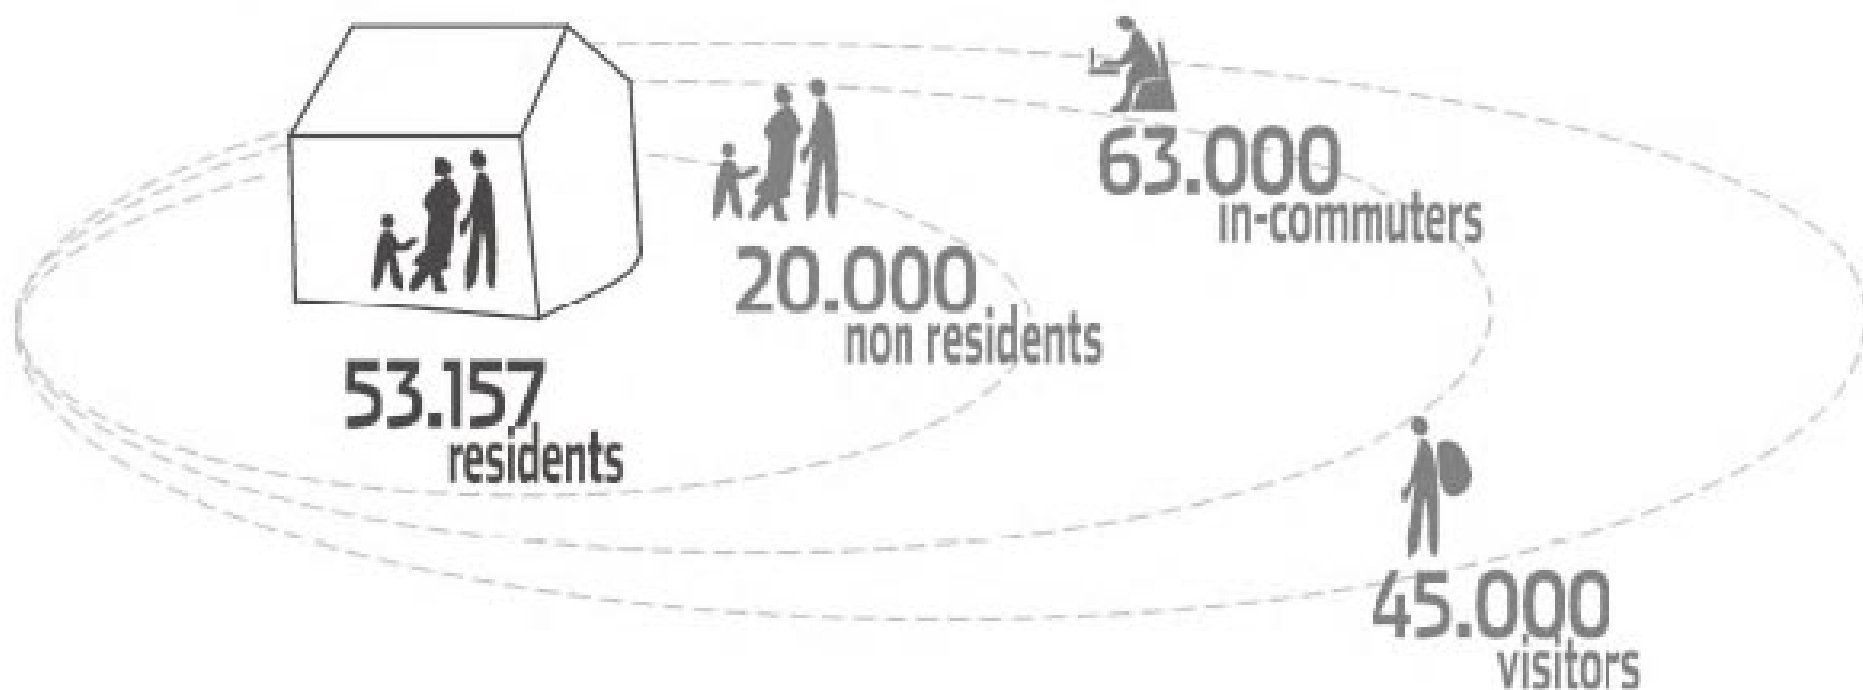 63.000
in-commuters
20.000
non residents
53.157
residents
45.000
visitors